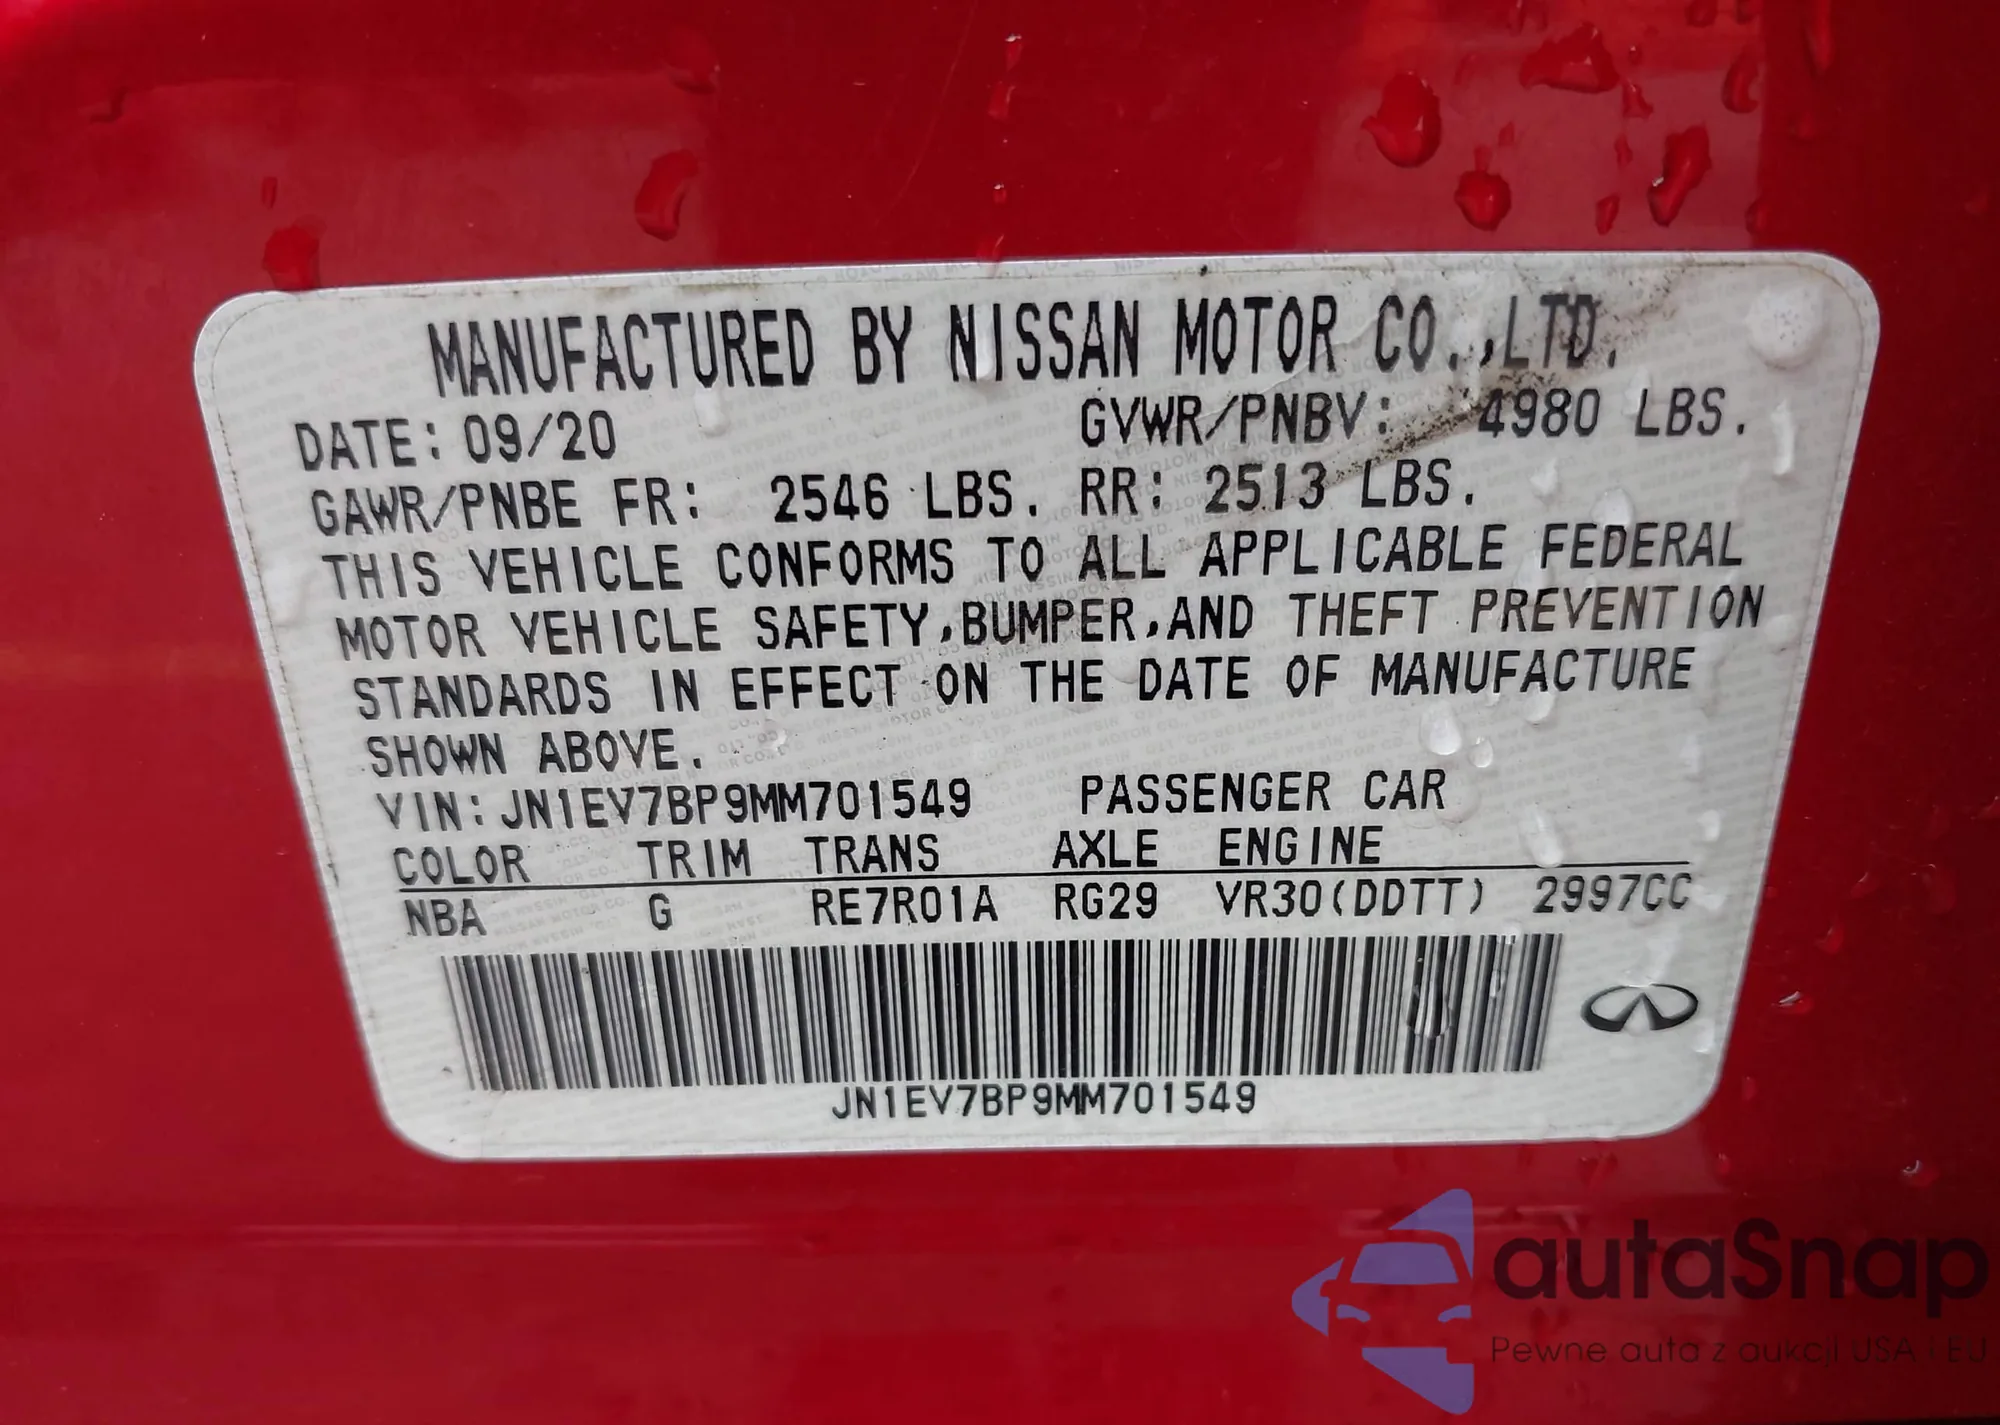 MANUFACTURED BY NISSAN MOTOR CO.,LTD.
DATE: 09/20 GVWR/PNBV: 4980 LBS.
GAWR/PNBE FR: 2546 LBS. RR: 2513 LBS.
THIS VEHICLE CONFORMS TO ALL APPLICABLE FEDERAL
MOTOR VEHICLE SAFETY,BUMPER,AND THEFT PREVENTION
STANDARDS IN EFFECT ON THE DATE OF MANUFACTURE
SHOWN ABOVE.
VIN:JN1EV7BP9MM701549 PASSENGER CAR
COLOR TRIM TRANS AXLE ENGINE
NBA G RE7R01A RG29 VR30(DDTT) 2997CC
JN1EV7BP9MM701549
autoSnap
Pewne auta z aukcji USA i EU